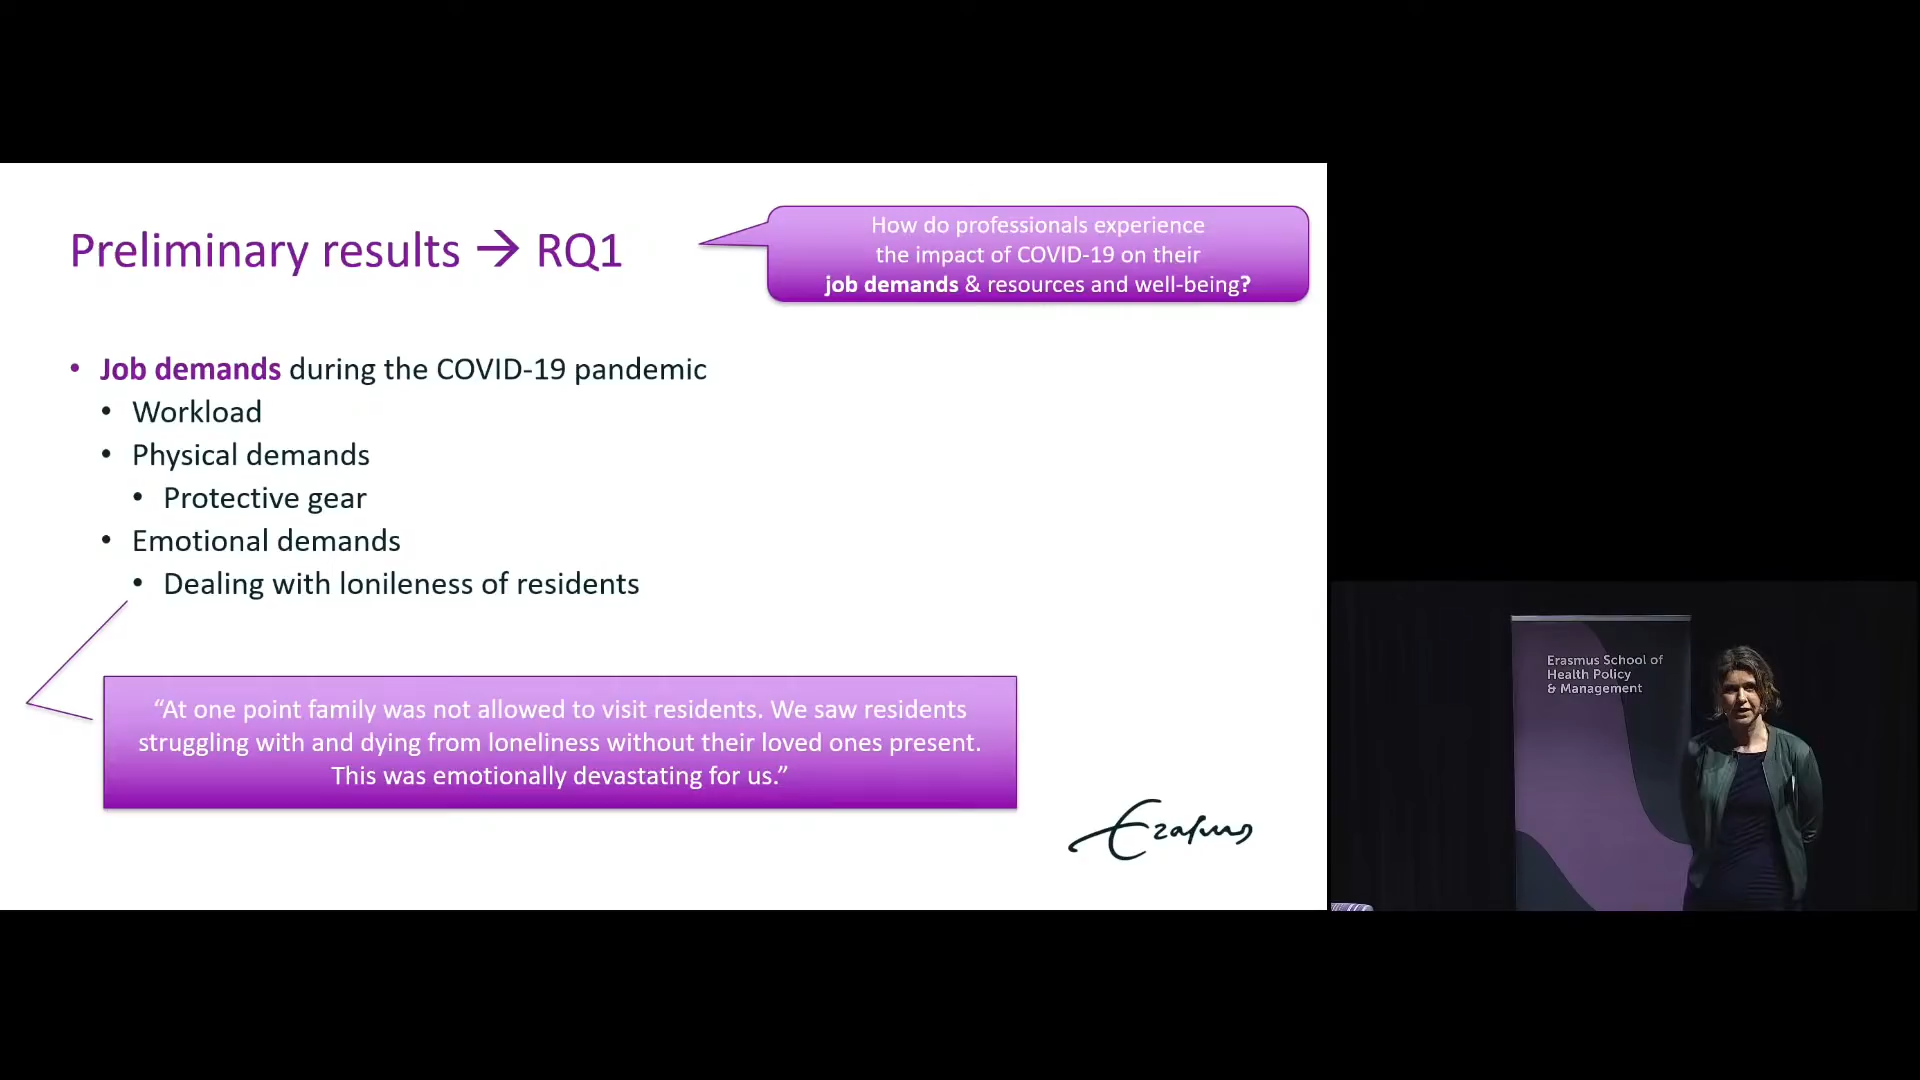 Preliminary results → RQ1
How do professionals experience
the impact of COVID-19 on their
job demands & resources and well-being?
• Job demands during the COVID-19 pandemic
• Workload
• Physical demands
• Protective gear
• Emotional demands
• Dealing with lonileness of residents
“At one point family was not allowed to visit residents. We saw residents
struggling with and dying from loneliness without their loved ones present.
This was emotionally devastating for us.”
Erasmus
Erasmus School of
Health Policy
& Management